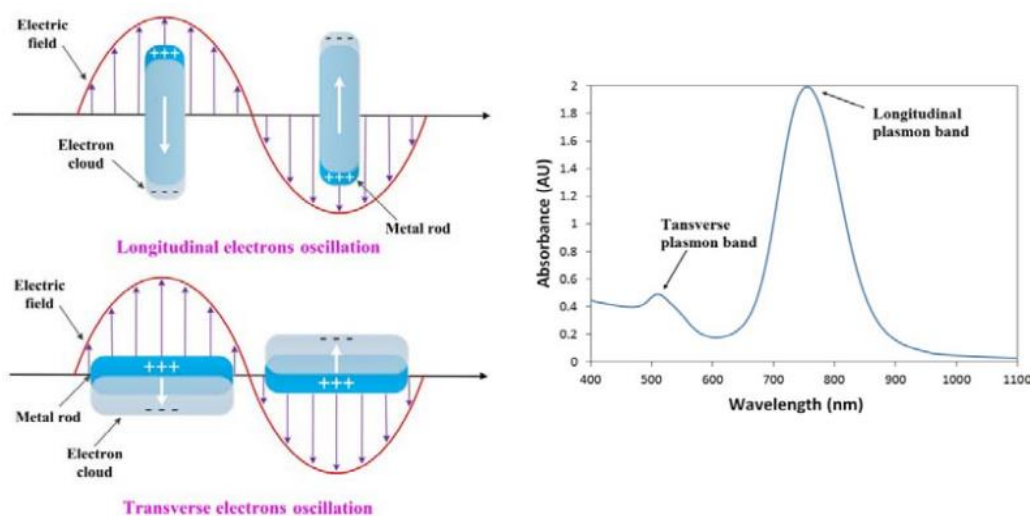 Electric
field
+++
- - -
Electron
cloud
- - -
+++
Metal rod
Longitudinal electrons oscillation
Electric
field
+++
- - -
Metal rod
Electron
cloud
- - -
+++
Transverse electrons oscillation
Absorbance (AU)
2
1.8
1.6
1.4
1.2
1
0.8
0.6
0.4
0.2
0
400 500 600 700 800 900 1000 1100
Wavelength (nm)
Longitudinal
plasmon band
Tansverse
plasmon band